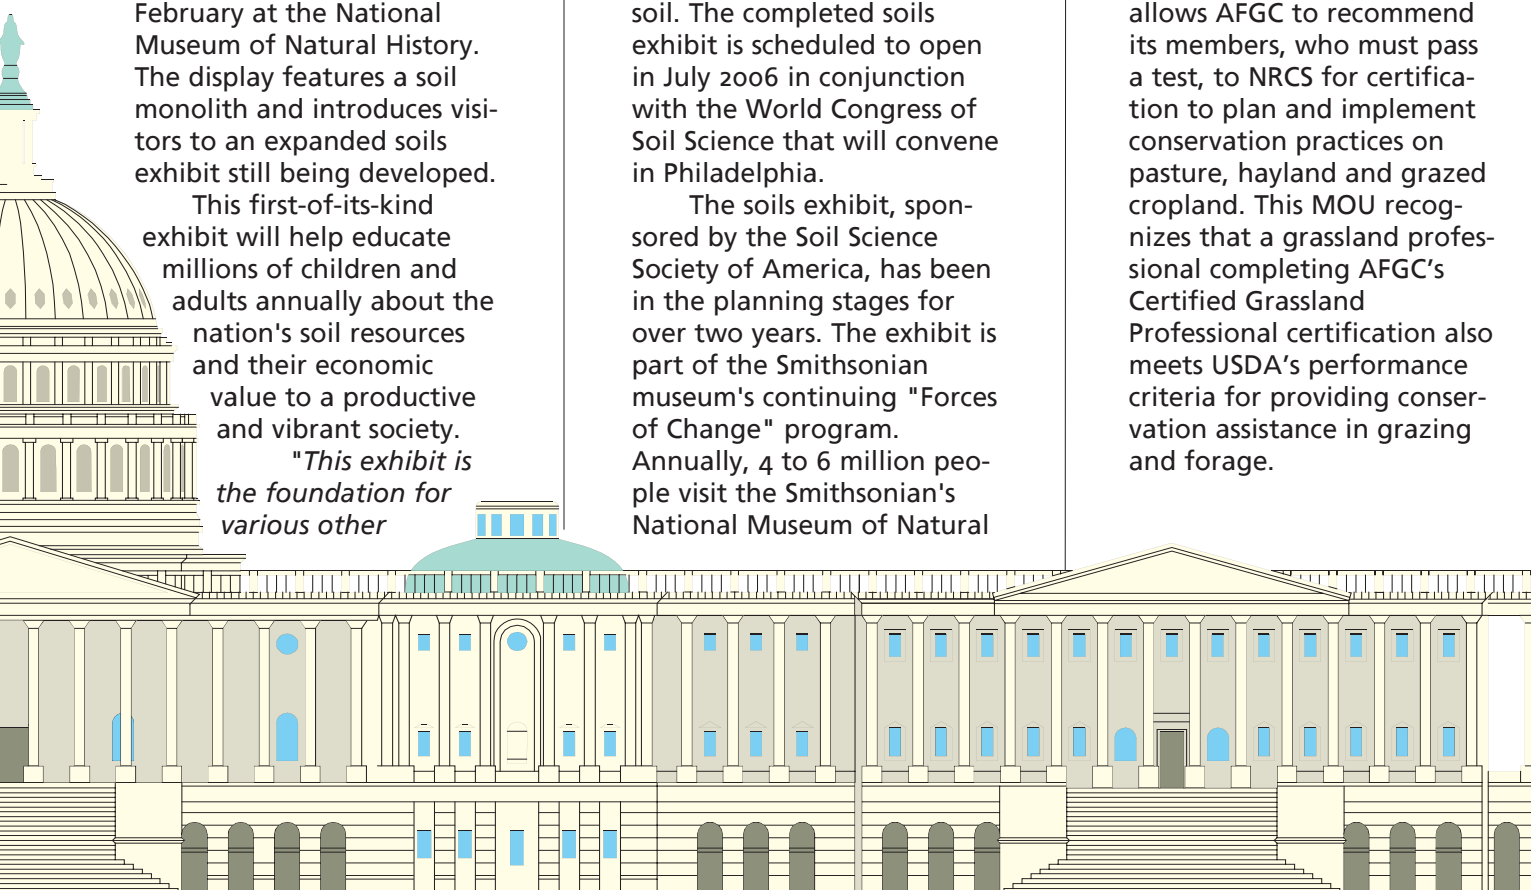 February at the National
Museum of Natural History.
The display features a soil
monolith and introduces visi-
tors to an expanded soils
exhibit still being developed.
This first-of-its-kind
exhibit will help educate
millions of children and
adults annually about the
nation's soil resources
and their economic
value to a productive
and vibrant society.
"This exhibit is
the foundation for
various other
soil. The completed soils
exhibit is scheduled to open
in July 2006 in conjunction
with the World Congress of
Soil Science that will convene
in Philadelphia.
The soils exhibit, spon-
sored by the Soil Science
Society of America, has been
in the planning stages for
over two years. The exhibit is
part of the Smithsonian
museum's continuing "Forces
of Change" program.
Annually, 4 to 6 million peo-
ple visit the Smithsonian's
National Museum of Natural
allows AFGC to recommend
its members, who must pass
a test, to NRCS for certifica-
tion to plan and implement
conservation practices on
pasture, hayland and grazed
cropland. This MOU recog-
nizes that a grassland profes-
sional completing AFGC’s
Certified Grassland
Professional certification also
meets USDA’s performance
criteria for providing conser-
vation assistance in grazing
and forage.